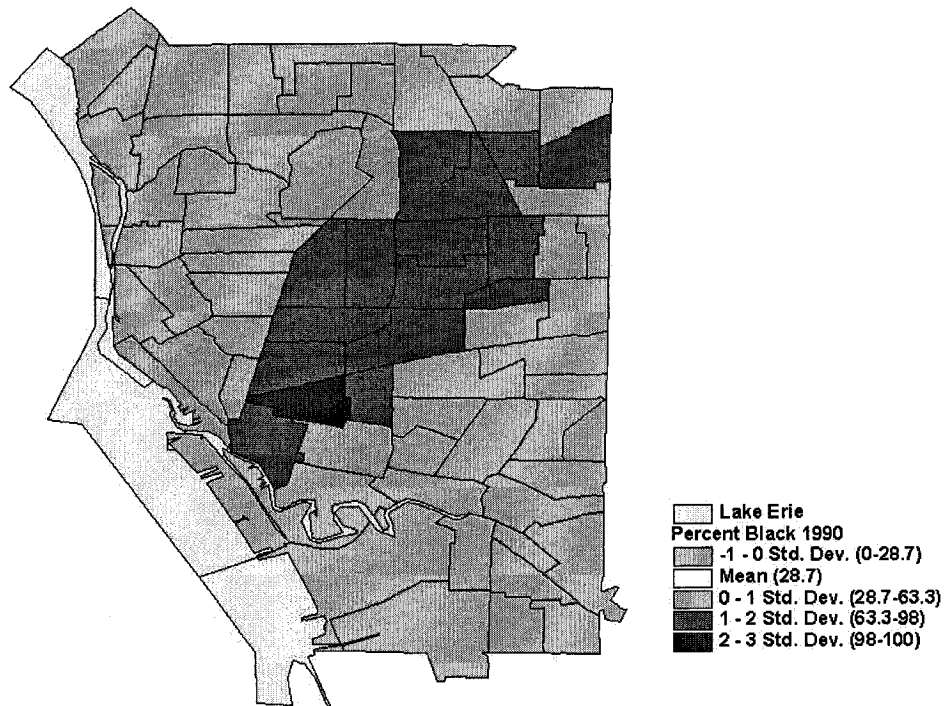 Lake Erie
Percent Black 1990
-1 - 0 Std. Dev. (0-28.7)
Mean (28.7)
0 - 1 Std. Dev. (28.7-63.3)
1 - 2 Std. Dev. (63.3-98)
2 - 3 Std. Dev. (98-100)